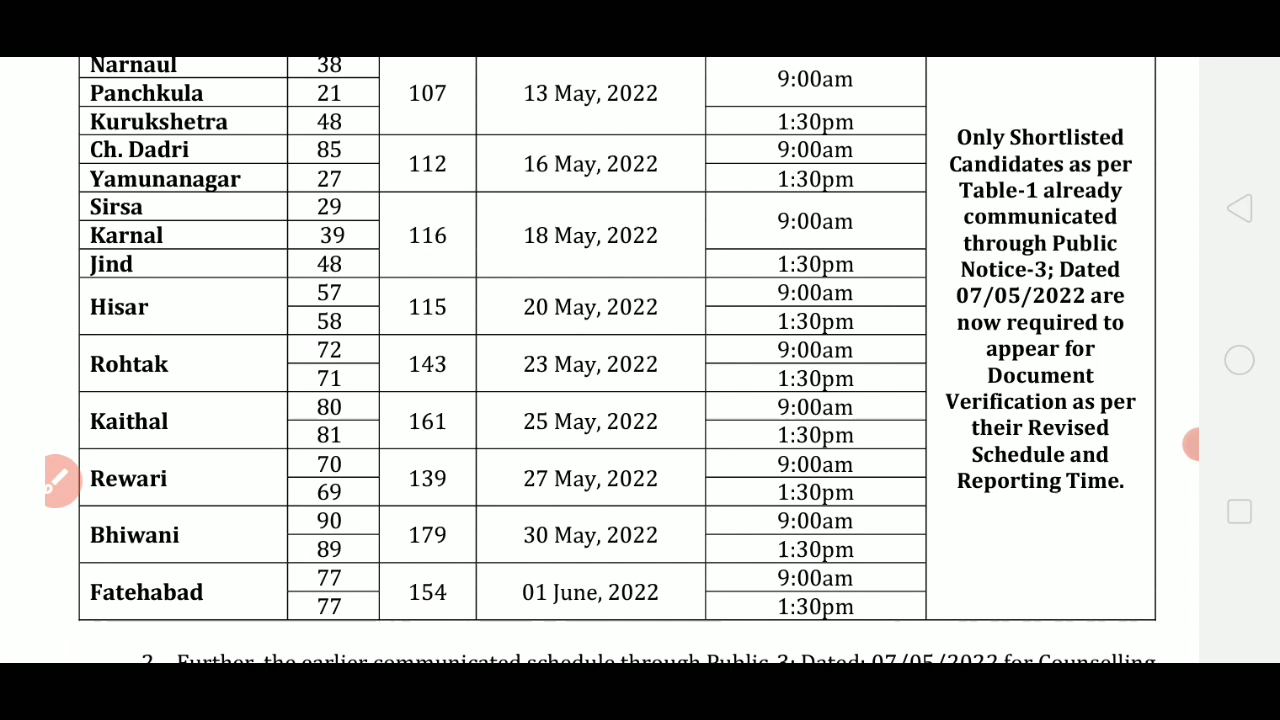 Narnaul 38
Panchkula 21 107 13 May, 2022 9:00am
Kurukshetra 48 1:30pm
Ch. Dadri 85 112 16 May, 2022 9:00am
Yamunanagar 27 1:30pm
Sirsa 29 9:00am
Karnal 39 116 18 May, 2022
Jind 48 1:30pm
Hisar 57 115 20 May, 2022 9:00am
58 1:30pm
Rohtak 72 143 23 May, 2022 9:00am
71 1:30pm
Kaithal 80 161 25 May, 2022 9:00am
81 1:30pm
Rewari 70 139 27 May, 2022 9:00am
69 1:30pm
Bhiwani 90 179 30 May, 2022 9:00am
89 1:30pm
Fatehabad 77 154 01 June, 2022 9:00am
77 1:30pm
Only Shortlisted
Candidates as per
Table-1 already
communicated
through Public
Notice-3; Dated
07/05/2022 are
now required to
appear for
Document
Verification as per
their Revised
Schedule and
Reporting Time.
2. Further, the earlier communicated schedule through Public-3; Dated: 07/05/2022 for Counselling